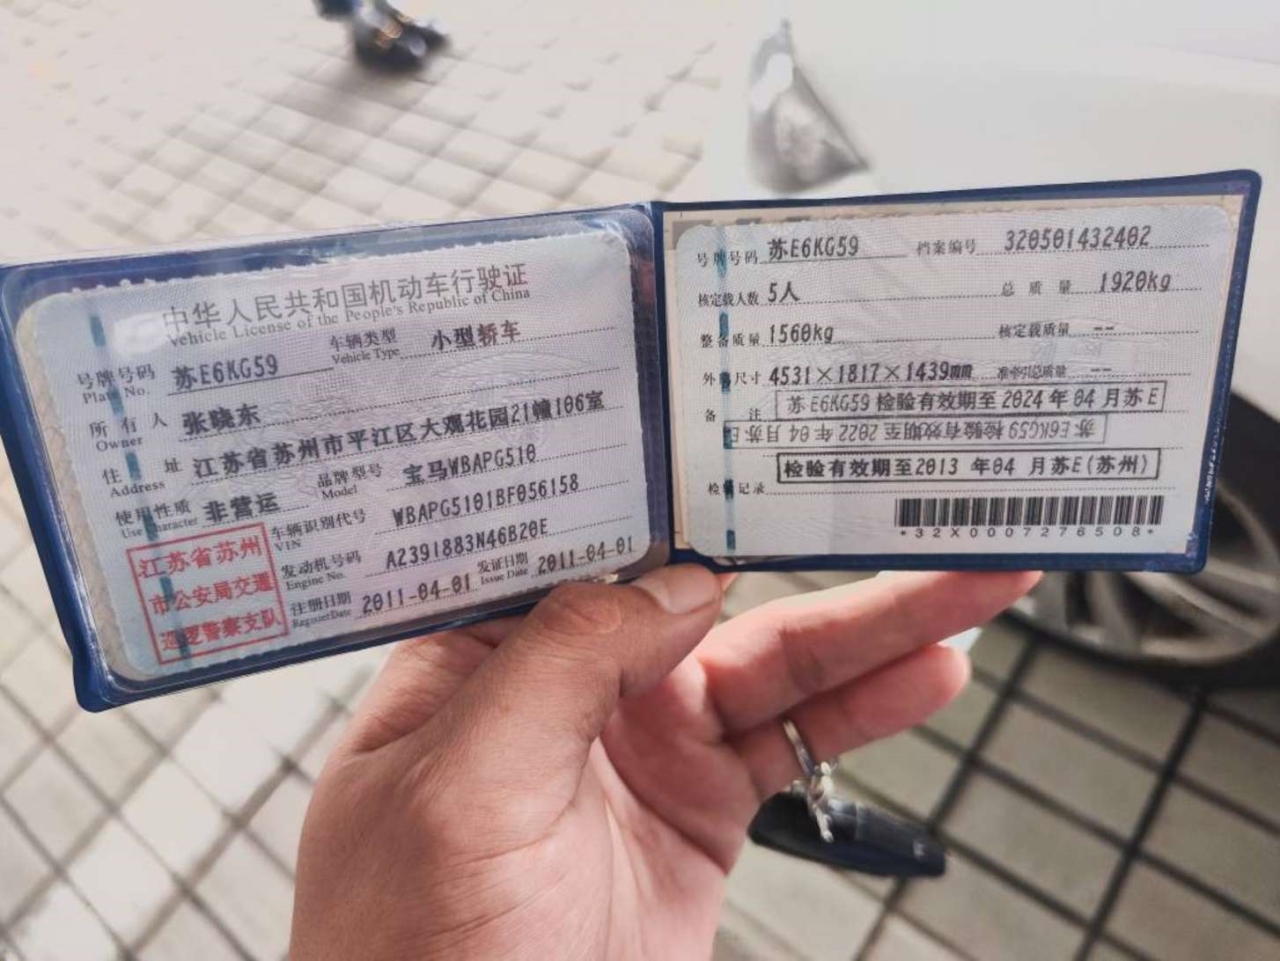 中华人民共和国机动车行驶证
Vehicle License of the People's Republic of China
号牌号码 苏E6KG59 车辆类型 小型轿车
Plate No. Vehicle Type
所有人 张晓东
Owner
住址 江苏省苏州市平江区大观花园21幢106室
Address
使用性质 非营运 品牌型号 宝马WBAPG510
Use Character Model
车辆识别代号 WBAPG5101BF056158
VIN
发动机号码 A2391883N46B20E
Engine No.
注册日期 2011-04-01 发证日期 2011-04-01
Register Date Issue Date
江苏省苏州
市公安局交通
巡逻警察支队
号牌号码 苏E6KG59 档案编号 320501432402
核定载人数 5人 总质量 1920kg
整备质量 1560kg 核定载质量 --
外廓尺寸 4531×1817×1439mm 准牵引总质量 --
备注 苏E6KG59 检验有效期至2024年04月苏E
苏E6KG59 检验有效期至2022年04月苏E
检验有效期至2013 年04 月苏E(苏州)
检验记录
*32X0007276508*